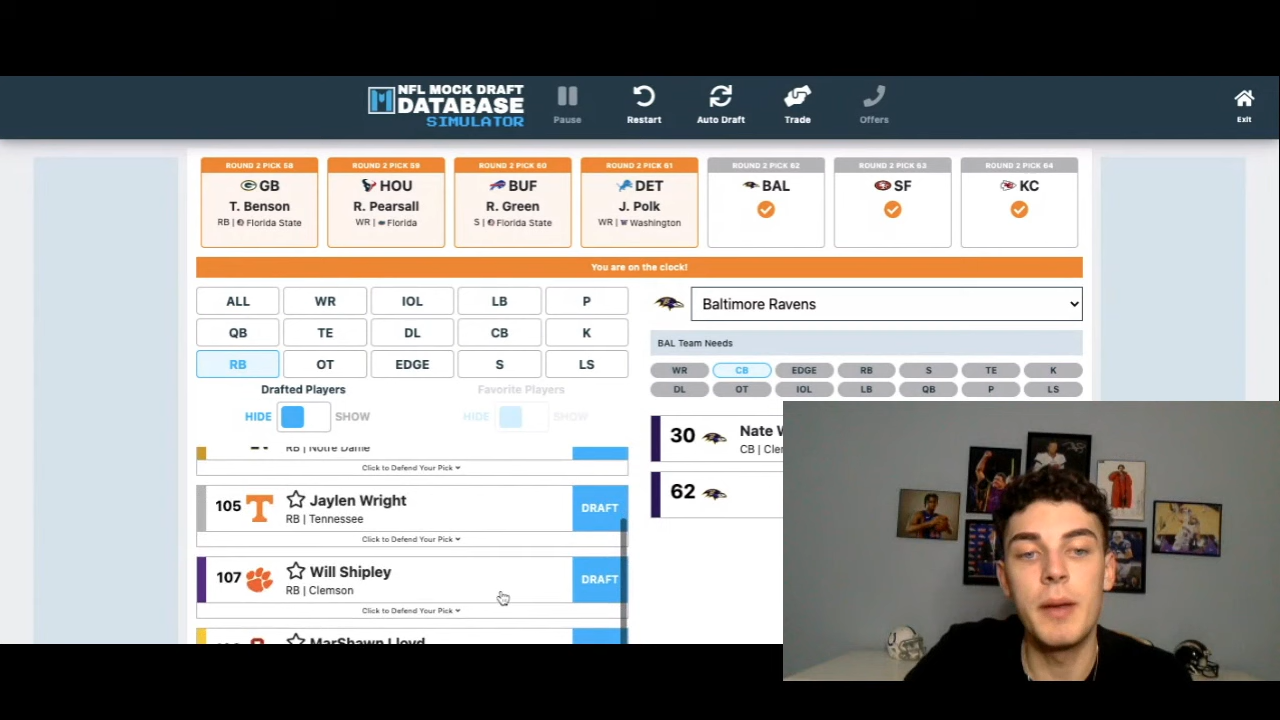 NFL MOCK DRAFT
DATABASE
SIMULATOR
Pause
Restart
Auto Draft
Trade
Offers
Exit
ROUND 2 PICK 58
GB
T. Benson
RB | Florida State
ROUND 2 PICK 59
HOU
R. Pearsall
WR | Florida
ROUND 2 PICK 60
BUF
R. Green
S | Florida State
ROUND 2 PICK 61
DET
J. Polk
WR | Washington
ROUND 2 PICK 62
BAL
ROUND 2 PICK 63
SF
ROUND 2 PICK 64
KC
You are on the clock!
ALL WR IOL LB P
QB TE DL CB K
RB OT EDGE S LS
Drafted Players
HIDE SHOW
Favorite Players
HIDE SHOW
RB | Notre Dame
Click to Defend Your Pick
105 Jaylen Wright
RB | Tennessee
DRAFT
Click to Defend Your Pick
107 Will Shipley
RB | Clemson
DRAFT
Click to Defend Your Pick
MarShawn Lloyd
Baltimore Ravens
BAL Team Needs
WR CB EDGE RB S TE K
DL OT IOL LB QB P LS
30 Nate W
CB | Cler
62